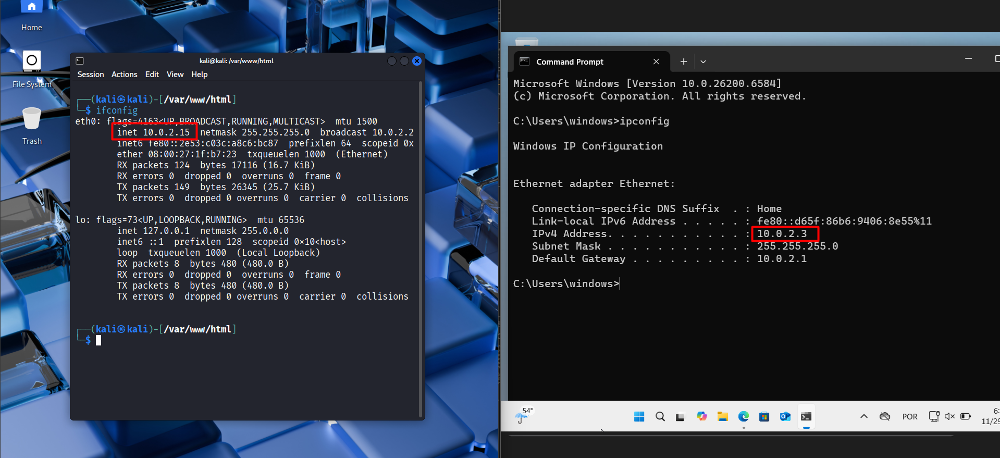 Home
File System
Trash
kali@kali: /var/www/html
Session Actions Edit View Help
┌──(kali㉿kali)-[/var/www/html]
└─$ ifconfig
eth0: flags=4163<UP,BROADCAST,RUNNING,MULTICAST>  mtu 1500
inet 10.0.2.15  netmask 255.255.255.0  broadcast 10.0.2.2
inet6 fe80::2e53:c03c:a8c6:bc87  prefixlen 64  scopeid 0x
ether 08:00:27:1f:b7:23  txqueuelen 1000  (Ethernet)
RX packets 124  bytes 17116 (16.7 KiB)
RX errors 0  dropped 0  overruns 0  frame 0
TX packets 149  bytes 26345 (25.7 KiB)
TX errors 0  dropped 0 overruns 0  carrier 0  collisions
lo: flags=73<UP,LOOPBACK,RUNNING>  mtu 65536
inet 127.0.0.1  netmask 255.0.0.0
inet6 ::1  prefixlen 128  scopeid 0×10<host>
loop  txqueuelen 1000  (Local Loopback)
RX packets 8  bytes 480 (480.0 B)
RX errors 0  dropped 0  overruns 0  frame 0
TX packets 8  bytes 480 (480.0 B)
TX errors 0  dropped 0 overruns 0  carrier 0  collisions
┌──(kali㉿kali)-[/var/www/html]
└─$
Command Prompt
Microsoft Windows [Version 10.0.26200.6584]
(c) Microsoft Corporation. All rights reserved.
C:\Users\windows>ipconfig
Windows IP Configuration
Ethernet adapter Ethernet:
Connection-specific DNS Suffix  . : Home
Link-local IPv6 Address . . . . . : fe80::d65f:86b6:9406:8e55%11
IPv4 Address. . . . . . . . . . . : 10.0.2.3
Subnet Mask . . . . . . . . . . . : 255.255.255.0
Default Gateway . . . . . . . . . : 10.0.2.1
C:\Users\windows>
54°
POR
6:
11/29